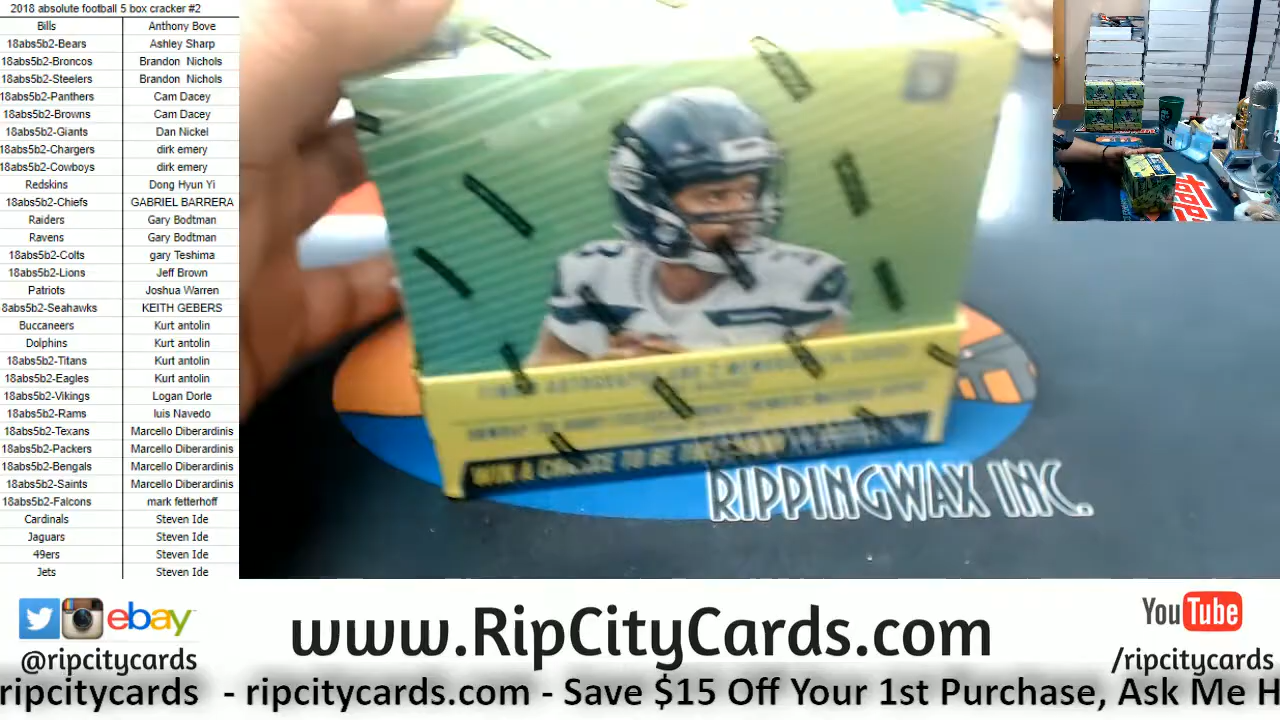 2018 absolute football 5 box cracker #2
Bills Anthony Bove
18abs5b2-Bears Ashley Sharp
18abs5b2-Broncos Brandon Nichols
18abs5b2-Steelers Brandon Nichols
18abs5b2-Panthers Cam Dacey
18abs5b2-Browns Cam Dacey
18abs5b2-Giants Dan Nickel
18abs5b2-Chargers dirk emery
18abs5b2-Cowboys dirk emery
Redskins Dong Hyun Yi
18abs5b2-Chiefs GABRIEL BARRERA
Raiders Gary Bodtman
Ravens Gary Bodtman
18abs5b2-Colts gary Teshima
18abs5b2-Lions Jeff Brown
Patriots Joshua Warren
8abs5b2-Seahawks KEITH GEBERS
Buccaneers Kurt antolin
Dolphins Kurt antolin
18abs5b2-Titans Kurt antolin
18abs5b2-Eagles Kurt antolin
18abs5b2-Vikings Logan Dorle
18abs5b2-Rams luis Navedo
18abs5b2-Texans Marcello Diberardinis
18abs5b2-Packers Marcello Diberardinis
18abs5b2-Bengals Marcello Diberardinis
18abs5b2-Saints Marcello Diberardinis
18abs5b2-Falcons mark fetterhoff
Cardinals Steven Ide
Jaguars Steven Ide
49ers Steven Ide
Jets Steven Ide
WIN A CHANCE TO BE
RIPPINGWAX INC.
ebay
@ripcitycards
www.RipCityCards.com
YouTube
/ripcitycards
ripcitycards - ripcitycards.com - Save $15 Off Your 1st Purchase, Ask Me H